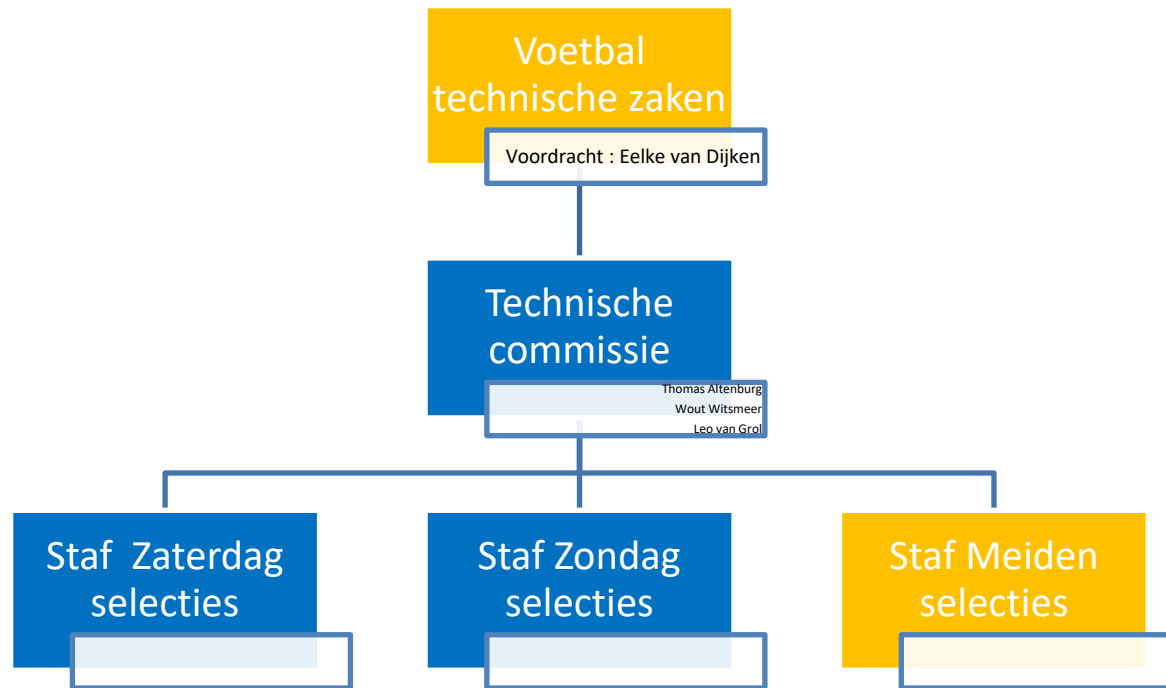 Voetbal
technische zaken
Voordracht : Eelke van Dijken
Technische
commissie
Thomas Altenburg
Wout Witsmeer
Leo van Grol
Staf  Zaterdag
selecties
Staf Zondag
selecties
Staf Meiden
selecties